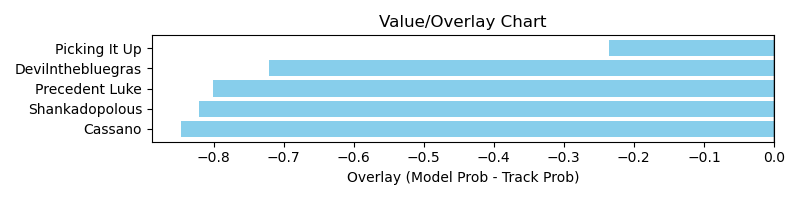 Value/Overlay Chart
Picking It Up
Devilnthebluegras
Precedent Luke
Shankadopolous
Cassano
−0.8 −0.7 −0.6 −0.5 −0.4 −0.3 −0.2 −0.1 0.0
Overlay (Model Prob - Track Prob)